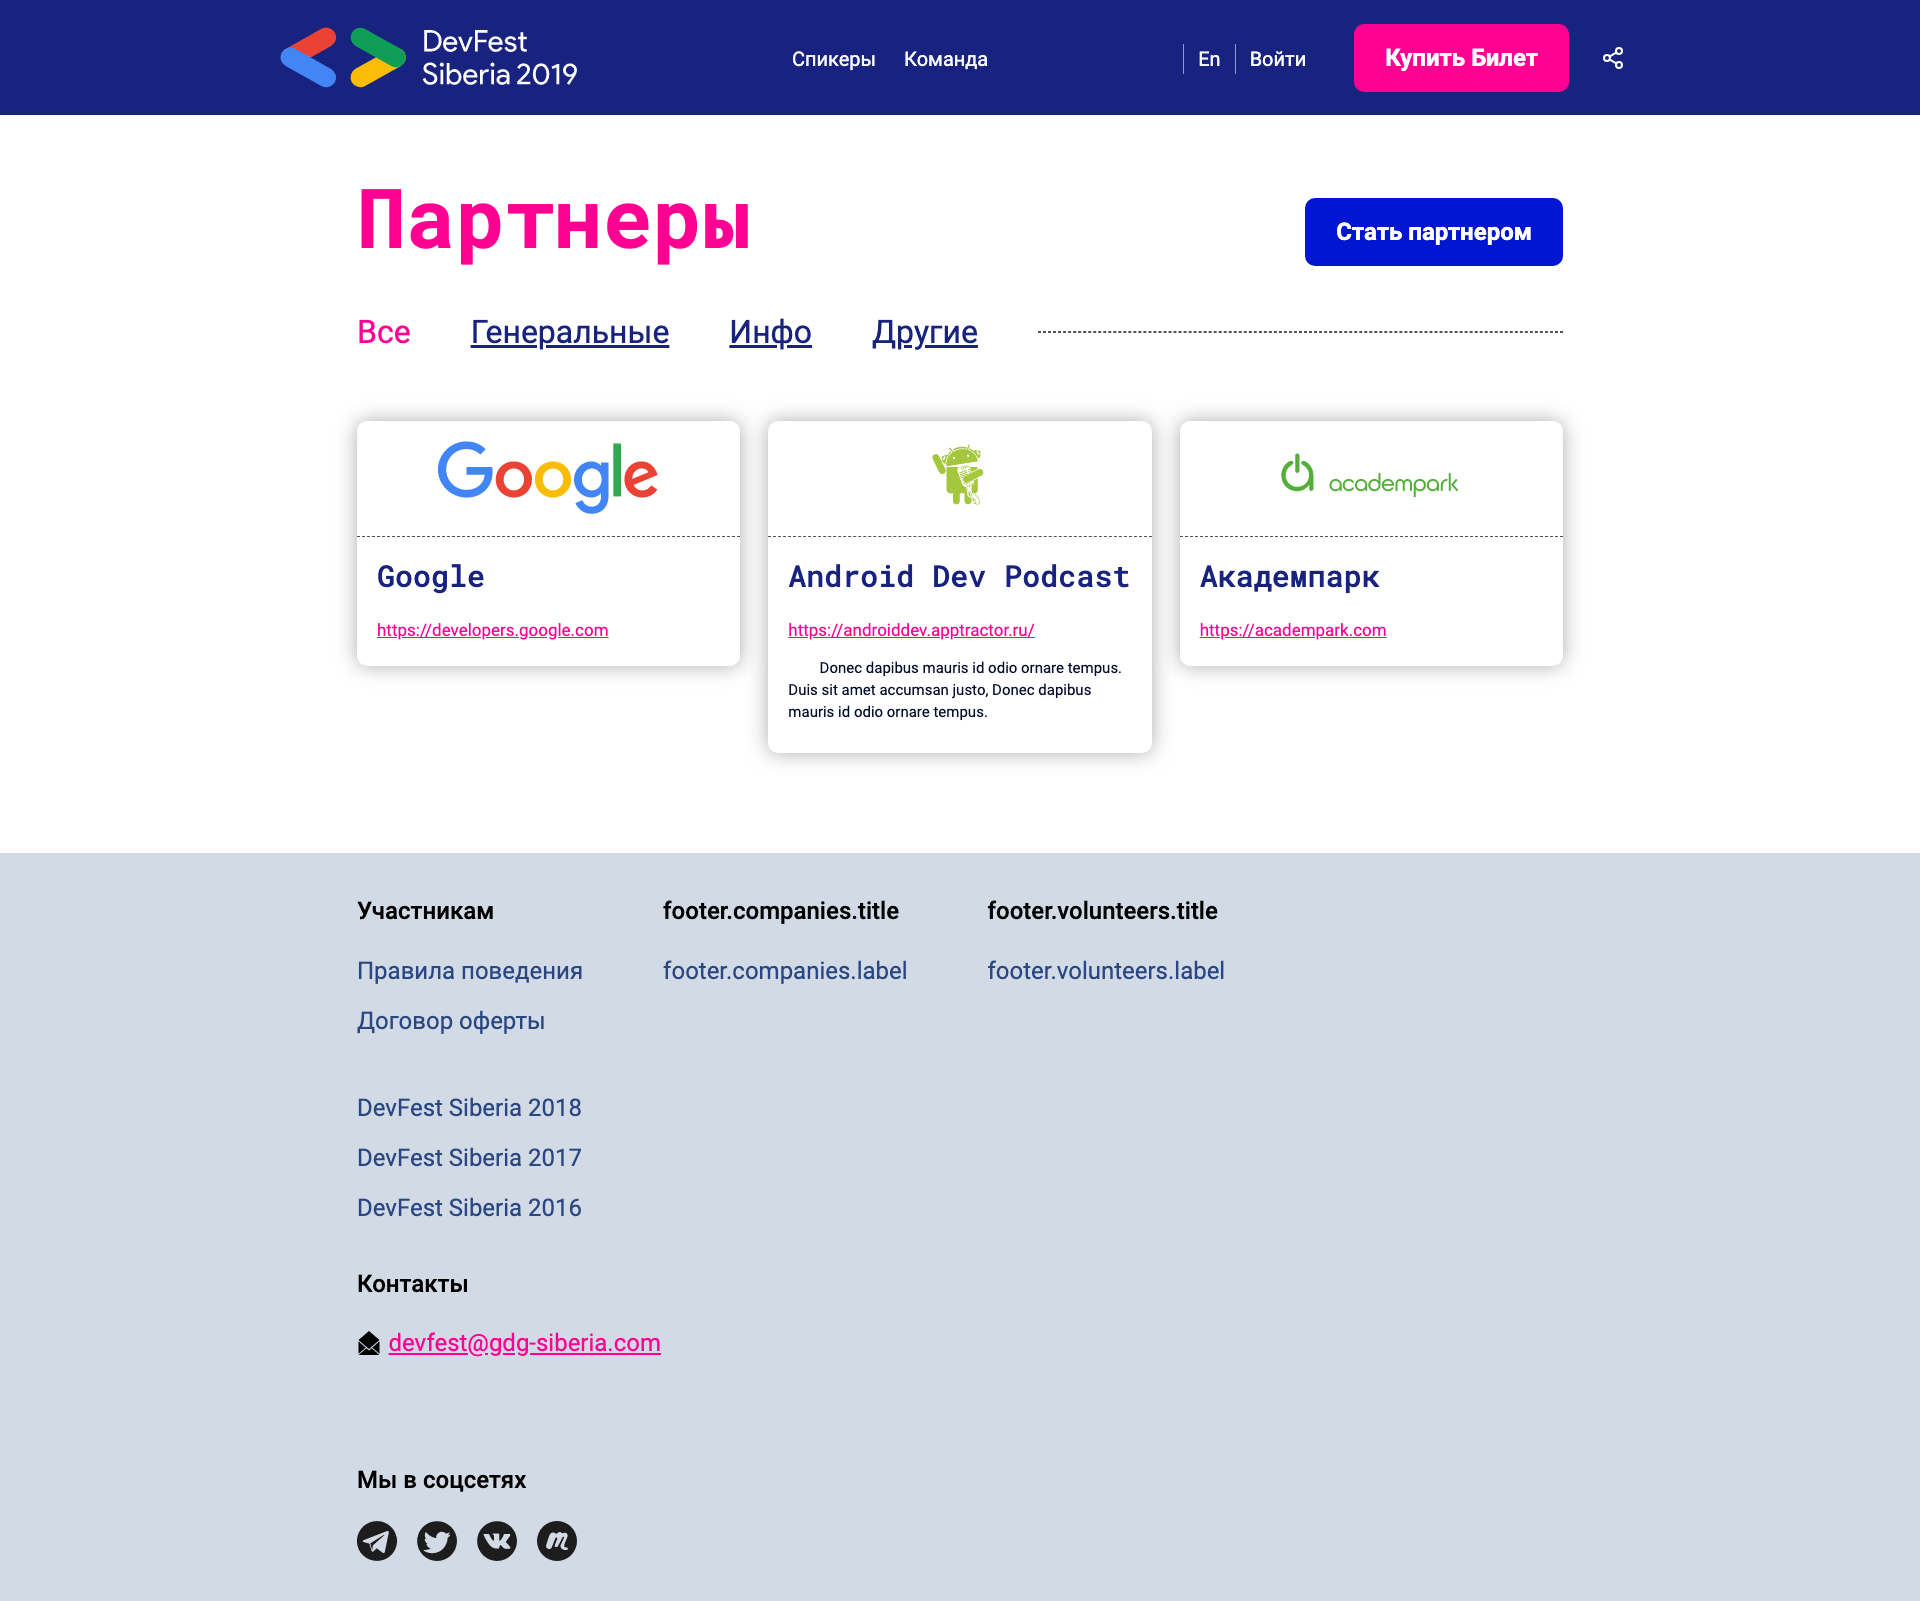 DevFest
Siberia 2019
Спикеры Команда
En Войти
Купить Билет
Партнеры
Стать партнером
Все Генеральные Инфо Другие
Google
academpark
Google
https://developers.google.com
Android Dev Podcast
https://androiddev.apptractor.ru/
Donec dapibus mauris id odio ornare tempus.
Duis sit amet accumsan justo, Donec dapibus
mauris id odio ornare tempus.
Академпарк
https://academpark.com
Участникам
Правила поведения
Договор оферты
footer.companies.title
footer.companies.label
footer.volunteers.title
footer.volunteers.label
DevFest Siberia 2018
DevFest Siberia 2017
DevFest Siberia 2016
Контакты
devfest@gdg-siberia.com
Мы в соцсетях